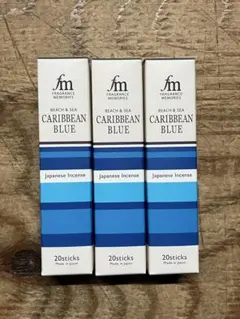 fm
FRAGRANCE
MEMORIES
BEACH & SEA
CARIBBEAN
BLUE
Japanese Incense
20sticks
Made in Japan
fm
FRAGRANCE
MEMORIES
BEACH & SEA
CARIBBEAN
BLUE
Japanese Incense
20sticks
Made in Japan
fm
FRAGRANCE
MEMORIES
BEACH & SEA
CARIBBEAN
BLUE
Japanese Incense
20sticks
Made in Japan